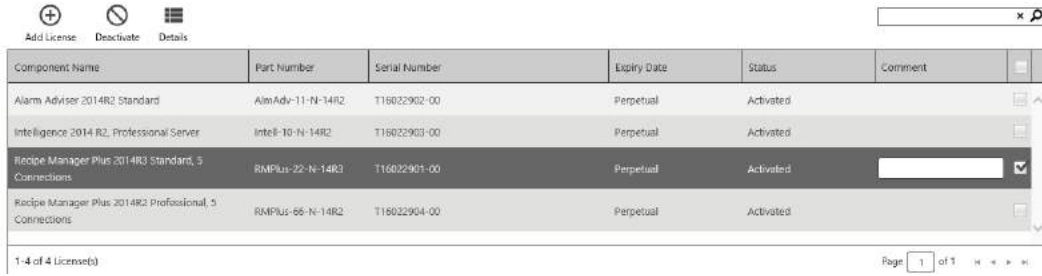 Add License Deactivate Details
Component Name Part Number Serial Number Expiry Date Status Comment
Alarm Adviser 2014R2 Standard AlmAdv-11-N-14R2 T16022902-00 Perpetual Activated
Intelligence 2014 R2, Professional Server Intell-10-N-14R2 T16022903-00 Perpetual Activated
Recipe Manager Plus 2014R3 Standard, 5
Connections RMPlus-22-N-14R3 T16022901-00 Perpetual Activated
Recipe Manager Plus 2014R2 Professional, 5
Connections RMPlus-66-N-14R2 T16022904-00 Perpetual Activated
1-4 of 4 License(s) Page 1 of 1